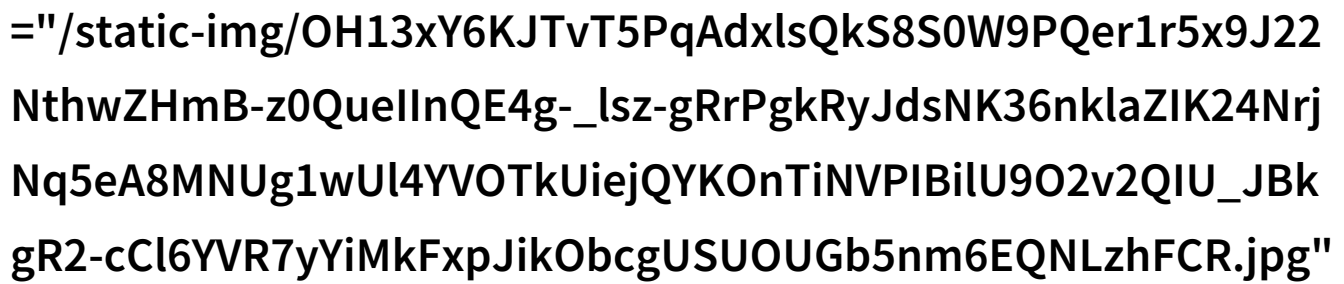 ="/static-img/OH13xY6KJTvT5PqAdxlsQkS8S0W9PQer1r5x9J22
NthwZHmB-z0QueIInQE4g-_lsz-gRrPgkRyJdsNK36nklaZIK24Nrj
Nq5eA8MNUg1wUl4YVOTkUiejQYKOnTiNVPIBilU9O2v2QIU_JBk
gR2-cCl6YVR7yYiMkFxpJikObcgUSUOUGb5nm6EQNLzhFCR.jpg"